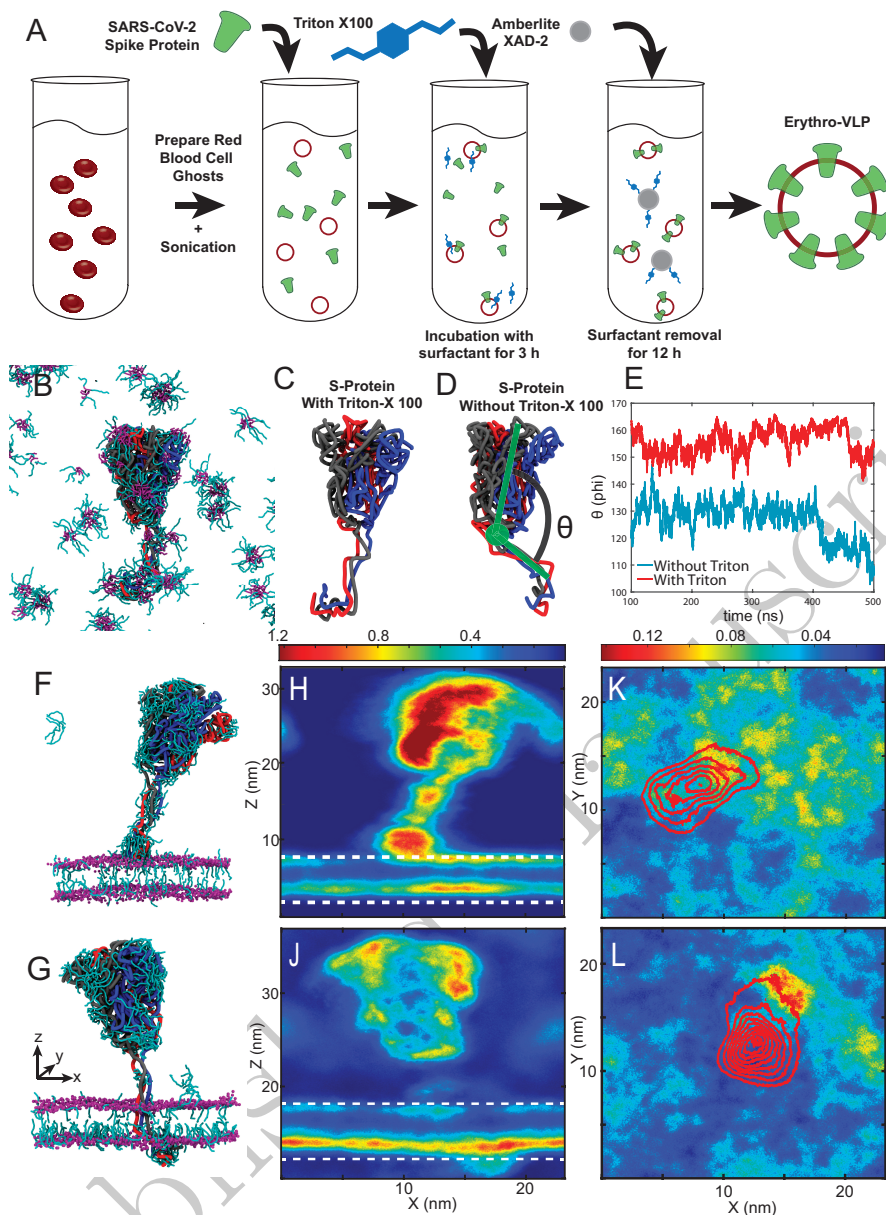 A
SARS-CoV-2
Spike Protein
Triton X100
Amberlite
XAD-2
Prepare Red
Blood Cell
Ghosts
+
Sonication
Erythro-VLP
Incubation with
surfactant for 3 h
Surfactant removal
for 12 h
B
C
S-Protein
With Triton-X 100
D
S-Protein
Without Triton-X 100
θ
E
θ (phi)
170
160
150
140
130
120
110
100
Without Triton
With Triton
100
200
300
400
500
time (ns)
1.2
0.8
0.4
0.12
0.08
0.04
F
H
Z (nm)
30
20
10
K
Y (nm)
20
10
G
z
y
x
J
Z (nm)
30
20
10
20
X (nm)
L
Y (nm)
20
10
10
20
X (nm)